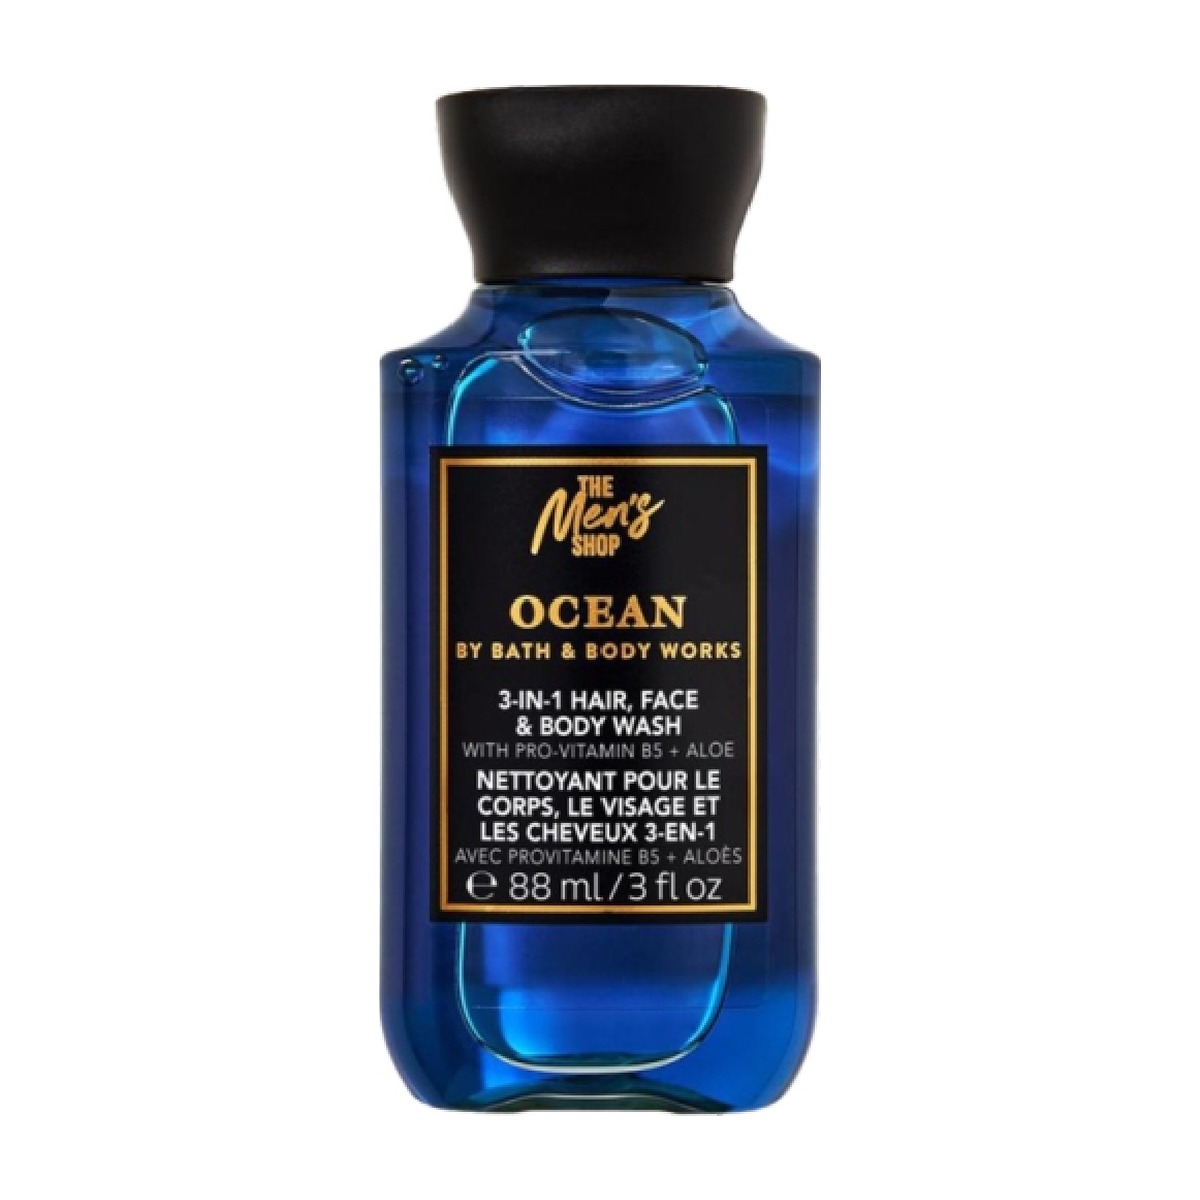 THE
Men's
SHOP
OCEAN
BY BATH & BODY WORKS
3-IN-1 HAIR, FACE
& BODY WASH
WITH PRO-VITAMIN B5 + ALOE
NETTOYANT POUR LE
CORPS, LE VISAGE ET
LES CHEVEUX 3-EN-1
AVEC PROVITAMINE B5 + ALOÈS
℮ 88 ml/3 fl oz